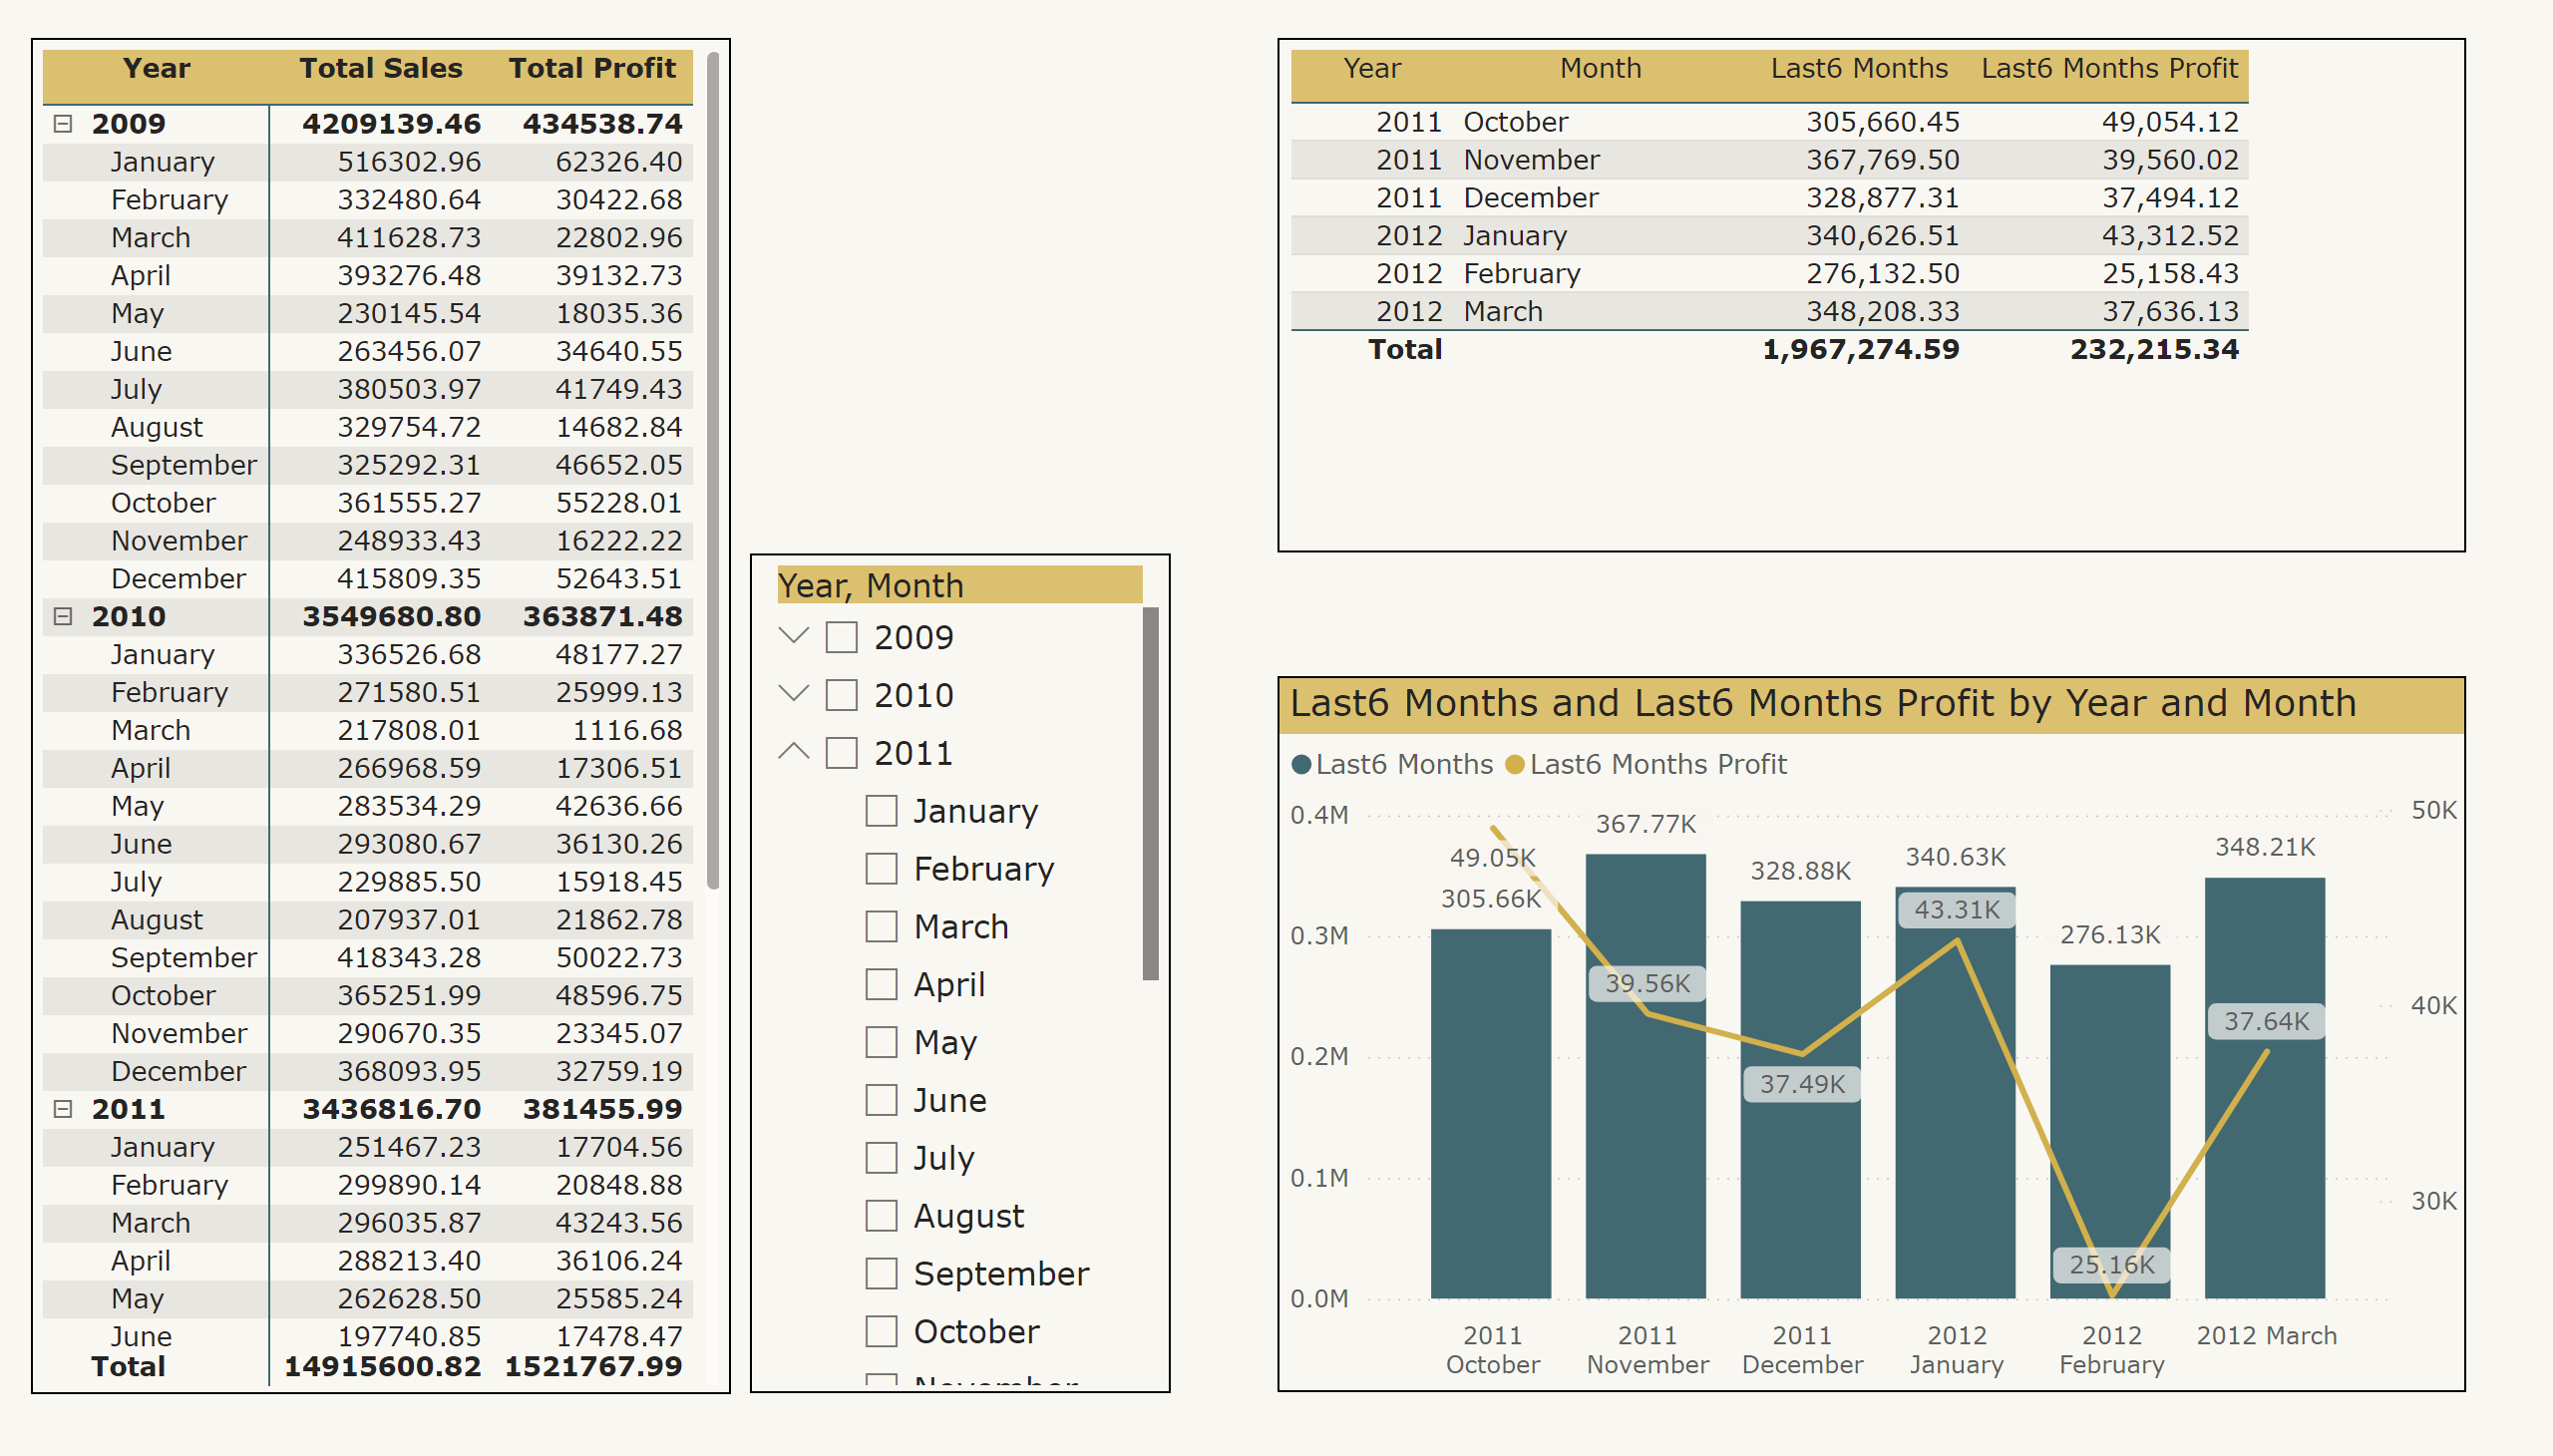 Year Total Sales Total Profit
2009 4209139.46 434538.74
January 516302.96 62326.40
February 332480.64 30422.68
March 411628.73 22802.96
April 393276.48 39132.73
May 230145.54 18035.36
June 263456.07 34640.55
July 380503.97 41749.43
August 329754.72 14682.84
September 325292.31 46652.05
October 361555.27 55228.01
November 248933.43 16222.22
December 415809.35 52643.51
2010 3549680.80 363871.48
January 336526.68 48177.27
February 271580.51 25999.13
March 217808.01 1116.68
April 266968.59 17306.51
May 283534.29 42636.66
June 293080.67 36130.26
July 229885.50 15918.45
August 207937.01 21862.78
September 418343.28 50022.73
October 365251.99 48596.75
November 290670.35 23345.07
December 368093.95 32759.19
2011 3436816.70 381455.99
January 251467.23 17704.56
February 299890.14 20848.88
March 296035.87 43243.56
April 288213.40 36106.24
May 262628.50 25585.24
June 197740.85 17478.47
Total 14915600.82 1521767.99
Year, Month
2009
2010
2011
January
February
March
April
May
June
July
August
September
October
November
Year Month Last6 Months Last6 Months Profit
2011 October 305,660.45 49,054.12
2011 November 367,769.50 39,560.02
2011 December 328,877.31 37,494.12
2012 January 340,626.51 43,312.52
2012 February 276,132.50 25,158.43
2012 March 348,208.33 37,636.13
Total 1,967,274.59 232,215.34
Last6 Months and Last6 Months Profit by Year and Month
Last6 Months Last6 Months Profit
0.4M
0.3M
0.2M
0.1M
0.0M
50K
40K
30K
305.66K
367.77K
328.88K
340.63K
276.13K
348.21K
49.05K
39.56K
37.49K
43.31K
25.16K
37.64K
2011 October
2011 November
2011 December
2012 January
2012 February
2012 March